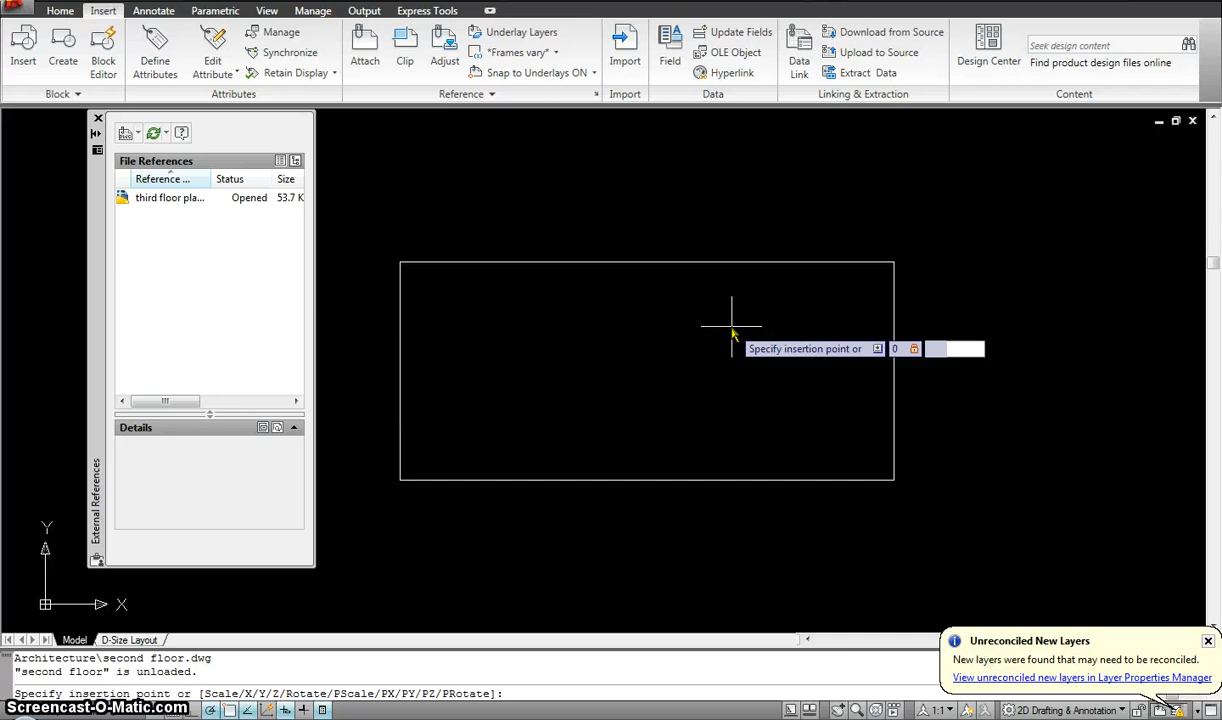 Home Insert Annotate Parametric View Manage Output Express Tools
Insert Create Block Editor
Define Attributes Edit Attribute
Manage
Synchronize
Retain Display
Attach Clip Adjust
Underlay Layers
*Frames vary*
Snap to Underlays ON
Import
Field
Update Fields
OLE Object
Hyperlink
Data Link
Download from Source
Upload to Source
Extract Data
Design Center
Seek design content
Find product design files online
Block Attributes Reference Import Data Linking & Extraction Content
File References
Reference ... Status Size
third floor pla... Opened 53.7 K
Details
External References
Specify insertion point or 0
Y
X
Model D-Size Layout
Unreconciled New Layers
New layers were found that may need to be reconciled.
View unreconciled new layers in Layer Properties Manager
Architecture\second floor.dwg
"second floor" is unloaded.
Specify insertion point or [Scale/X/Y/Z/Rotate/PScale/PX/PY/PZ/PRotate]:
Screencast-O-Matic.com
1:1 2D Drafting & Annotation